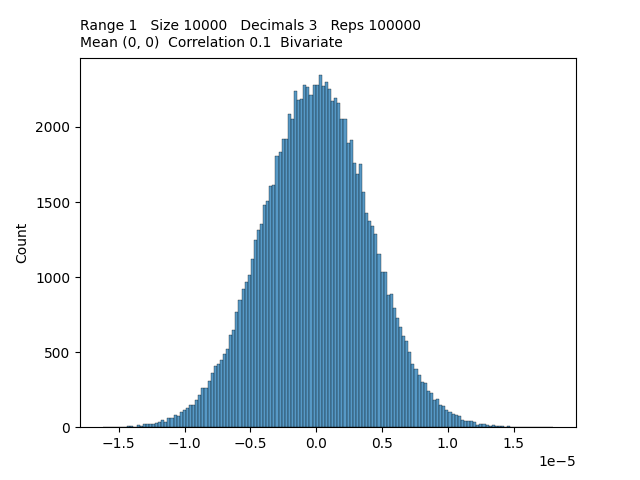 Range 1   Size 10000   Decimals 3   Reps 100000
Mean (0, 0)  Correlation 0.1  Bivariate
2000
1500
Count
1000
500
0
−1.5 −1.0 −0.5 0.0 0.5 1.0 1.5
1e−5